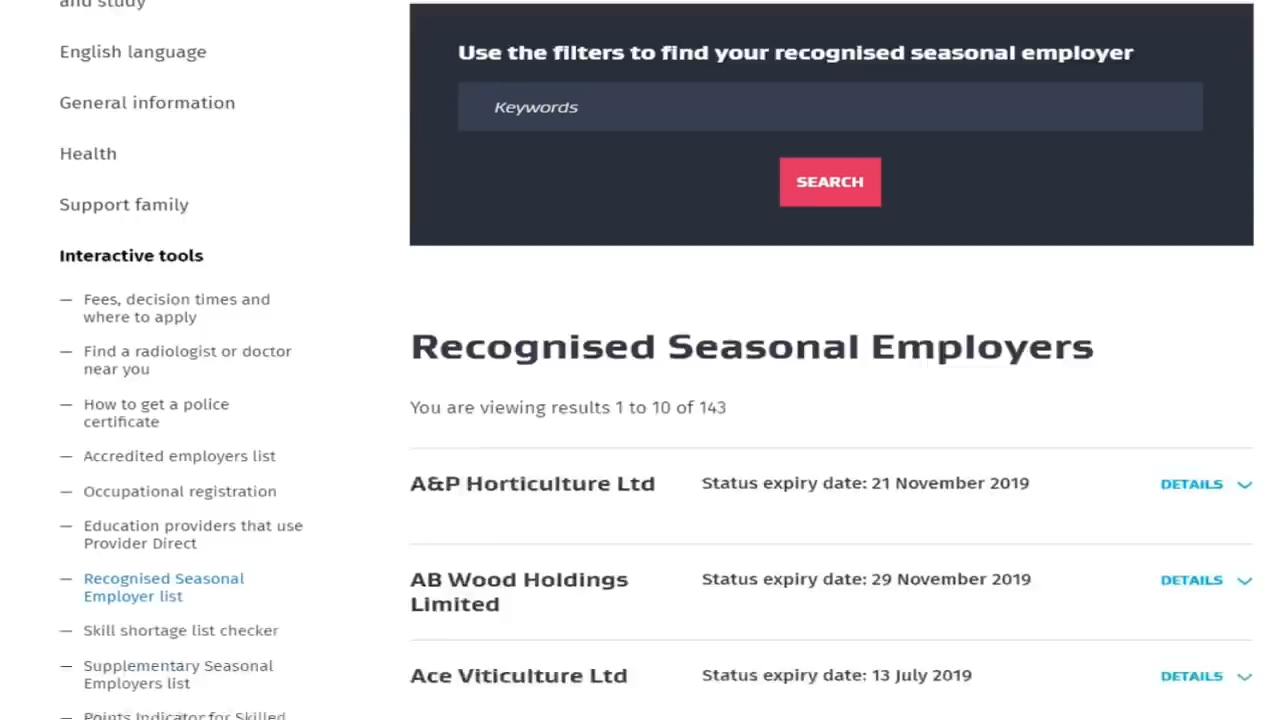 and study
English language
General information
Health
Support family
Interactive tools
— Fees, decision times and
where to apply
— Find a radiologist or doctor
near you
— How to get a police
certificate
— Accredited employers list
— Occupational registration
— Education providers that use
Provider Direct
— Recognised Seasonal
Employer list
— Skill shortage list checker
— Supplementary Seasonal
Employers list
— Points Indicator for Skilled
Use the filters to find your recognised seasonal employer
Keywords
SEARCH
Recognised Seasonal Employers
You are viewing results 1 to 10 of 143
A&P Horticulture Ltd
Status expiry date: 21 November 2019
DETAILS
AB Wood Holdings
Limited
Status expiry date: 29 November 2019
DETAILS
Ace Viticulture Ltd
Status expiry date: 13 July 2019
DETAILS